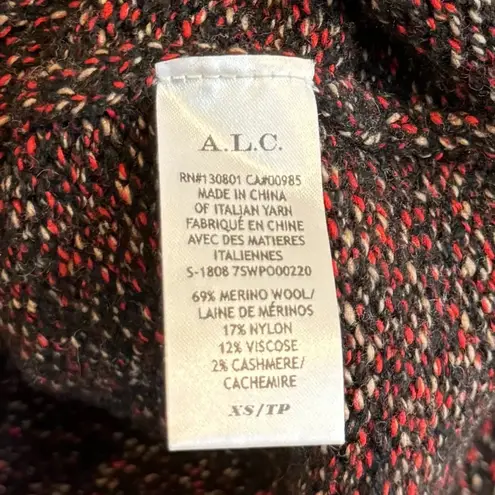 A.L.C.
RN#130801 CA#00985
MADE IN CHINA
OF ITALIAN YARN
FABRIQUÉ EN CHINE
AVEC DES MATIERES
ITALIENNES
S-1808 7SWPO00220
69% MERINO WOOL/
LAINE DE MÉRINOS
17% NYLON
12% VISCOSE
2% CASHMERE/
CACHEMIRE
XS/TP